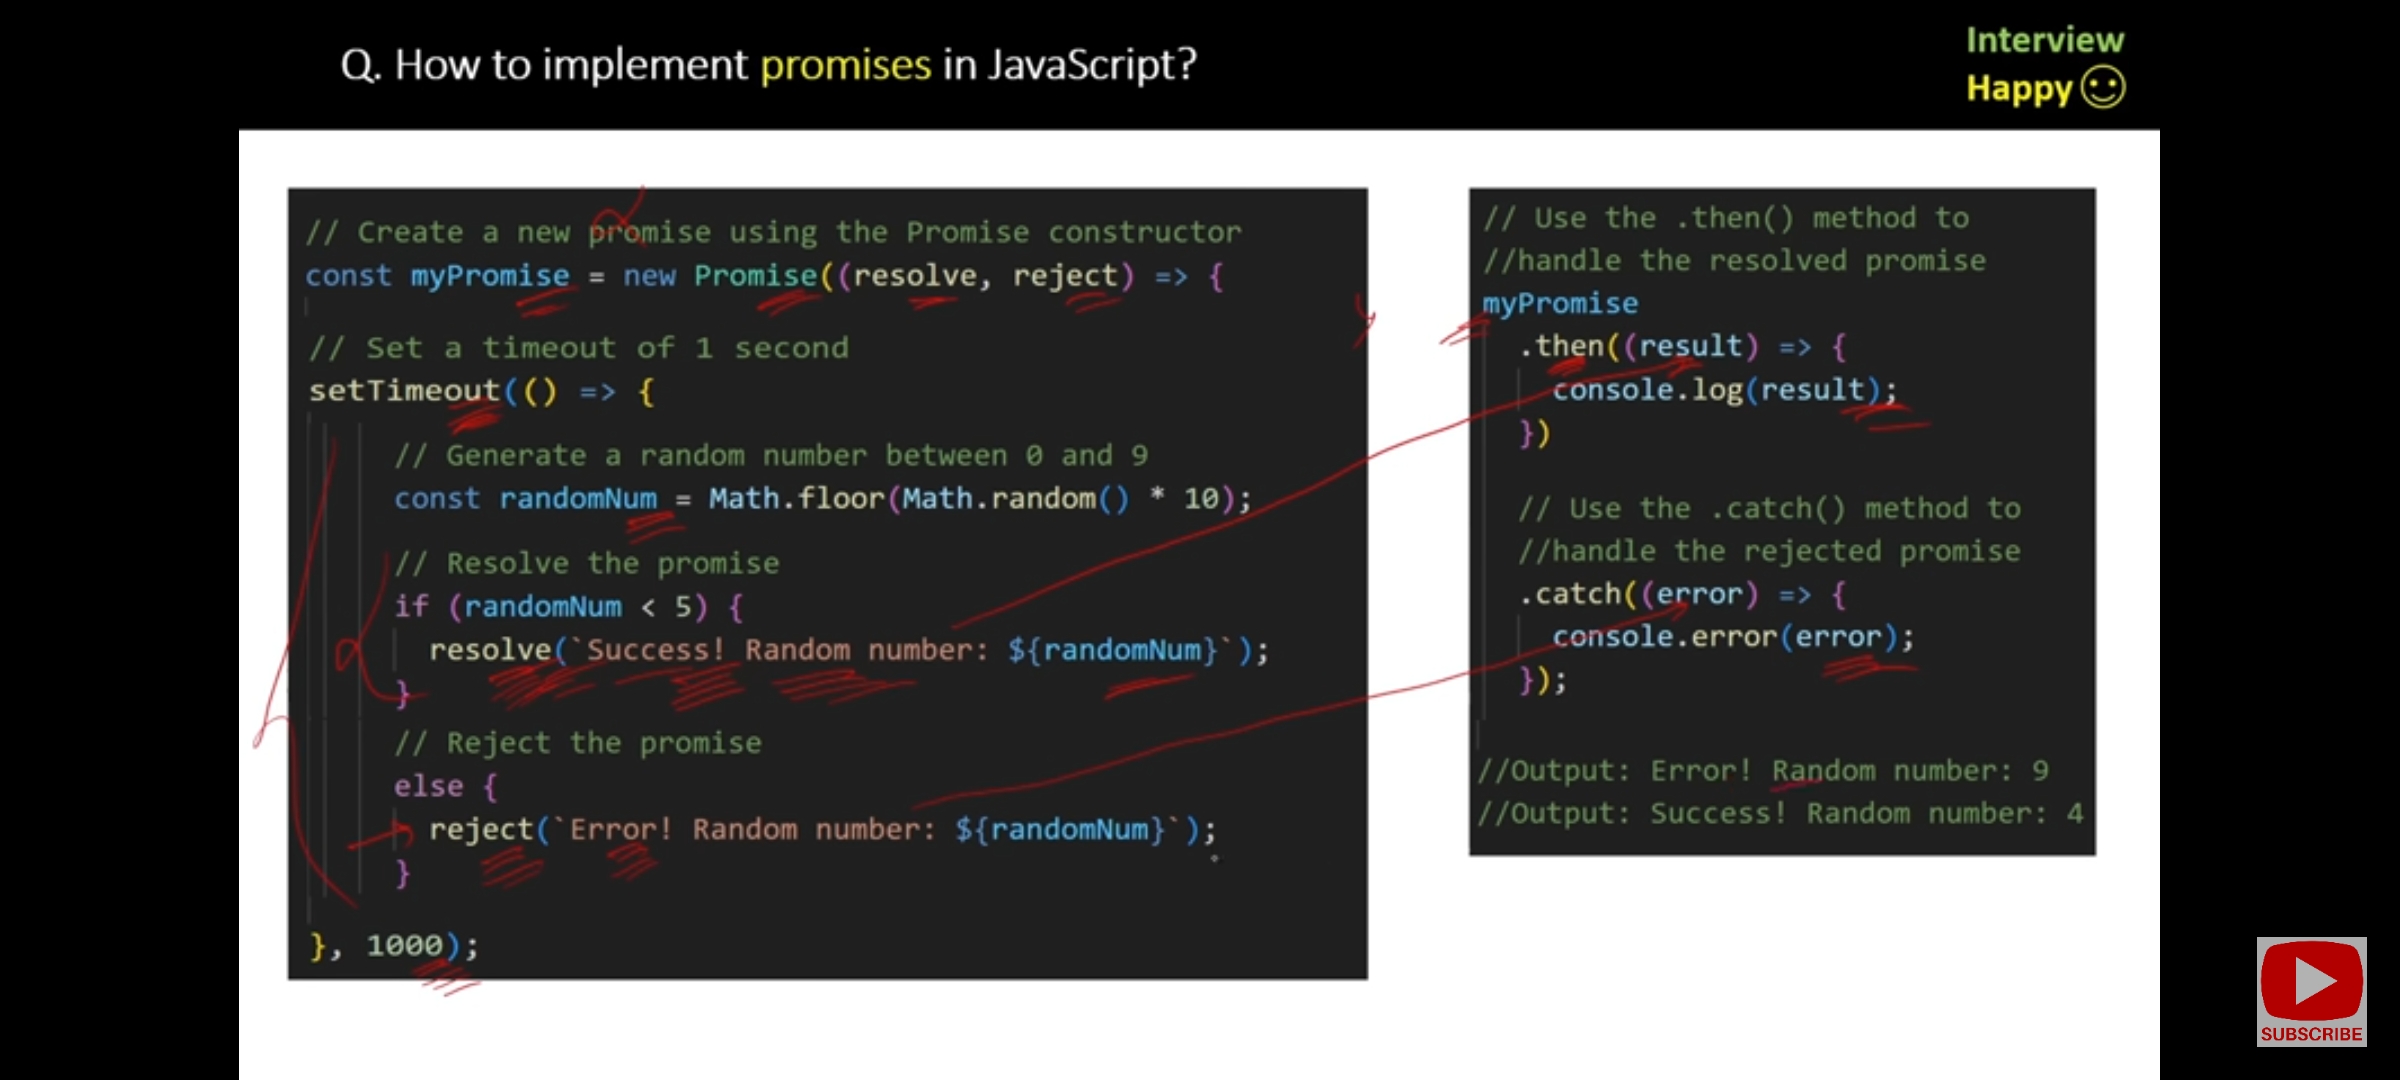 Q. How to implement promises in JavaScript?
Interview
Happy
// Create a new promise using the Promise constructor
const myPromise = new Promise((resolve, reject) => {
// Set a timeout of 1 second
setTimeout(() => {
// Generate a random number between 0 and 9
const randomNum = Math.floor(Math.random() * 10);
// Resolve the promise
if (randomNum < 5) {
resolve(`Success! Random number: ${randomNum}`);
}
// Reject the promise
else {
reject(`Error! Random number: ${randomNum}`);
}
}, 1000);
// Use the .then() method to
//handle the resolved promise
myPromise
.then((result) => {
console.log(result);
})
// Use the .catch() method to
//handle the rejected promise
.catch((error) => {
console.error(error);
});
//Output: Error! Random number: 9
//Output: Success! Random number: 4
SUBSCRIBE